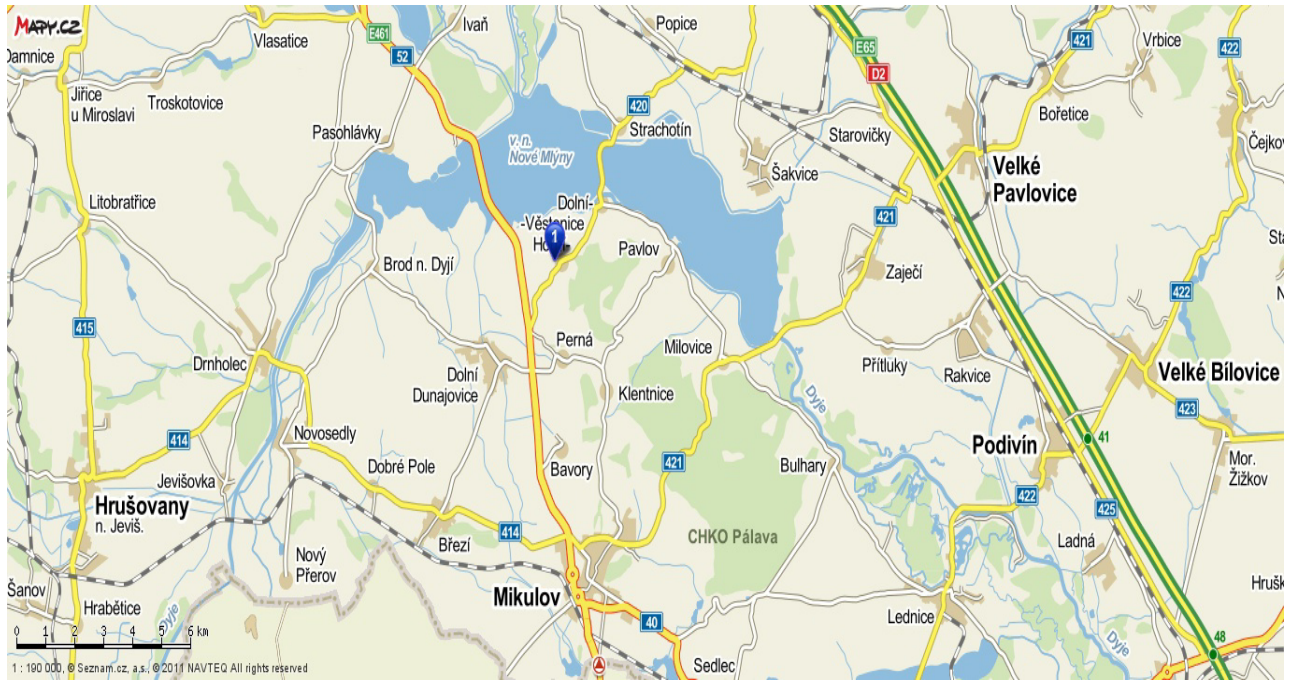 Mapy.cz
Damnice
Vlasatice
E461
52
Ivaň
Popice
E65
D2
421
Vrbice
422
Jiřice
u Miroslavi
Troskotovice
Pasohlávky
v. n.
Nové Mlýny
420
Strachotín
Starovičky
Bořetice
Šakvice
Velké
Pavlovice
Litobratřice
Dolní-
-Věstonice
1
Pavlov
421
Zaječí
Brod n. Dyjí
422
415
Drnholec
Perná
Milovice
Dolní
Dunajovice
Klentnice
Přítluky
Rakvice
Dyje
Velké Bílovice
423
414
Novosedly
Jevišovka
Dobré Pole
Bavory
421
Bulhary
Podivín
41
Mor.
Žižkov
Hrušovany
n. Jeviš.
422
425
Březí
414
CHKO Pálava
Ladná
Nový
Přerov
Šanov
Hrabětice
Dyje
Mikulov
40
Lednice
Dyje
Sedlec
48
0 1 2 3 4 5 6 km
1 : 190 000, © Seznam.cz, a.s., © 2011 NAVTEQ All rights reserved